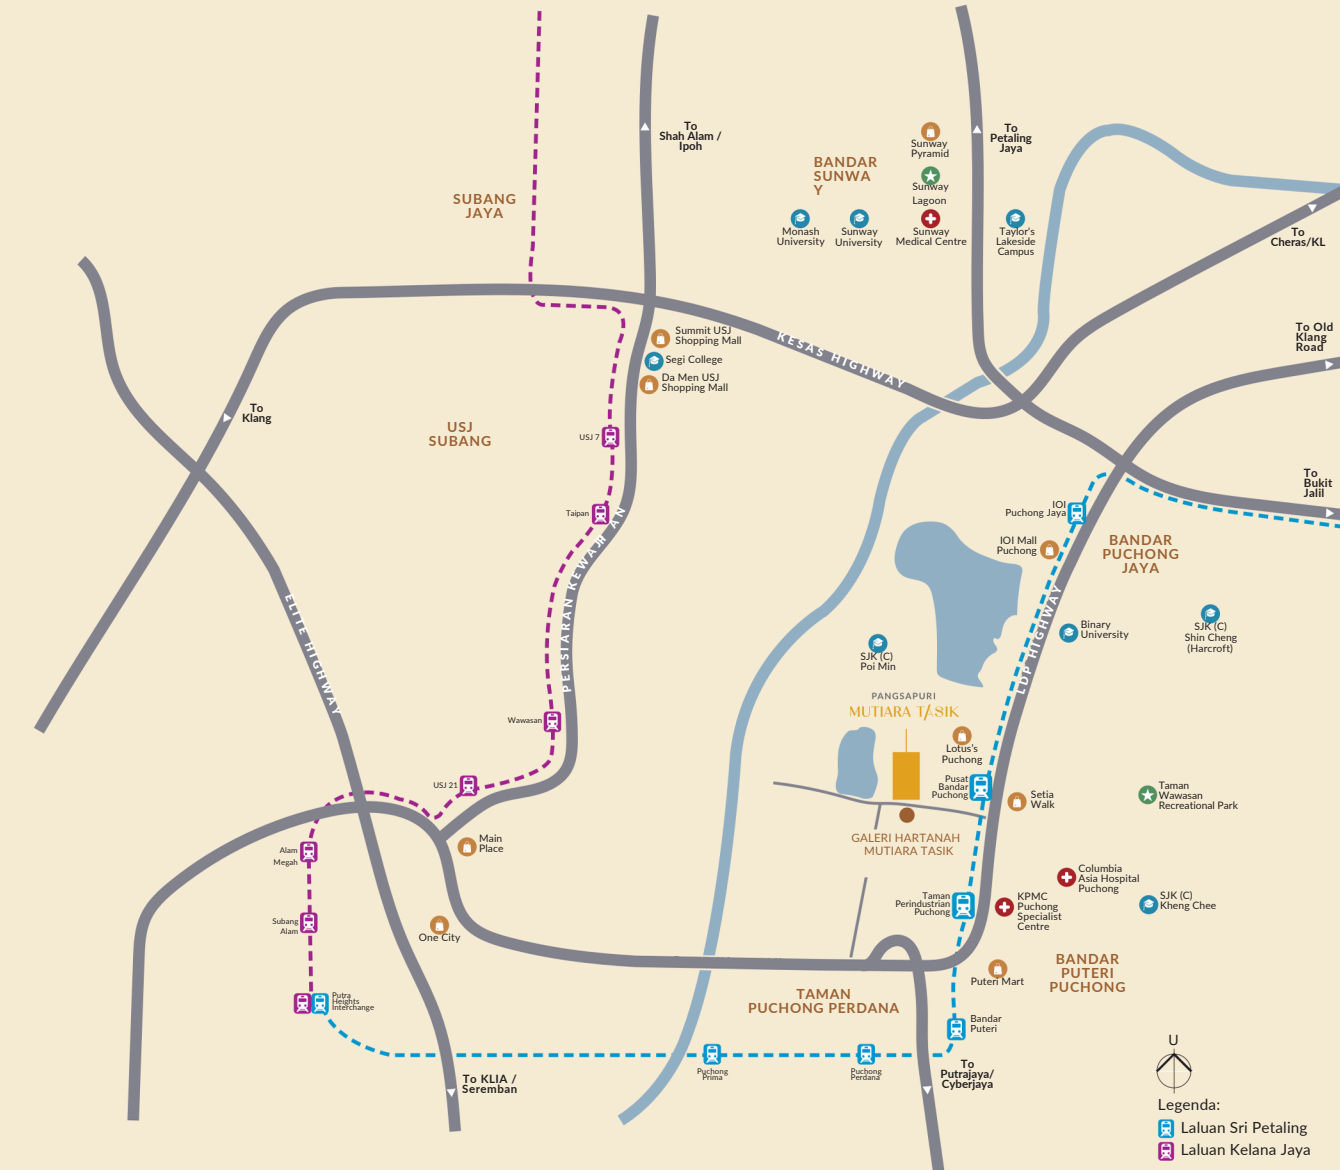 To
Shah Alam /
Ipoh
To
Petaling
Jaya
Sunway
Pyramid
BANDAR
SUNWA
Y
Sunway
Lagoon
SUBANG
JAYA
Monash
University
Sunway
University
Sunway
Medical Centre
Taylor's
Lakeside
Campus
To
Cheras/KL
Summit USJ
Shopping Mall
KESAS HIGHWAY
To Old
Klang
Road
Segi College
Da Men USJ
Shopping Mall
To
Klang
USJ
SUBANG
USJ 7
To
Bukit
Jalil
Taipan
IOI
Puchong Jaya
IOI Mall
Puchong
BANDAR
PUCHONG
JAYA
PERSIARAN KEWAJIPAN
ELITE HIGHWAY
LDP HIGHWAY
Binary
University
SJK (C)
Shin Cheng
(Harcroft)
SJK (C)
Poi Min
PANGSAPURI
MUTIARA TASIK
Wawasan
Lotus's
Puchong
USJ 21
Pusat
Bandar
Puchong
Setia
Walk
Taman
Wawasan
Recreational Park
Main
Place
GALERI HARTANAH
MUTIARA TASIK
Alam
Megah
Columbia
Asia Hospital
Puchong
Taman
Perindustrian
Puchong
KPMC
Puchong
Specialist
Centre
SJK (C)
Kheng Chee
Subang
Alam
One City
BANDAR
PUTERI
PUCHONG
Puteri Mart
Putra
Heights
Interchange
TAMAN
PUCHONG PERDANA
Bandar
Puteri
Puchong
Prima
Puchong
Perdana
To KLIA /
Seremban
To
Putrajaya/
Cyberjaya
U
Legenda:
Laluan Sri Petaling
Laluan Kelana Jaya